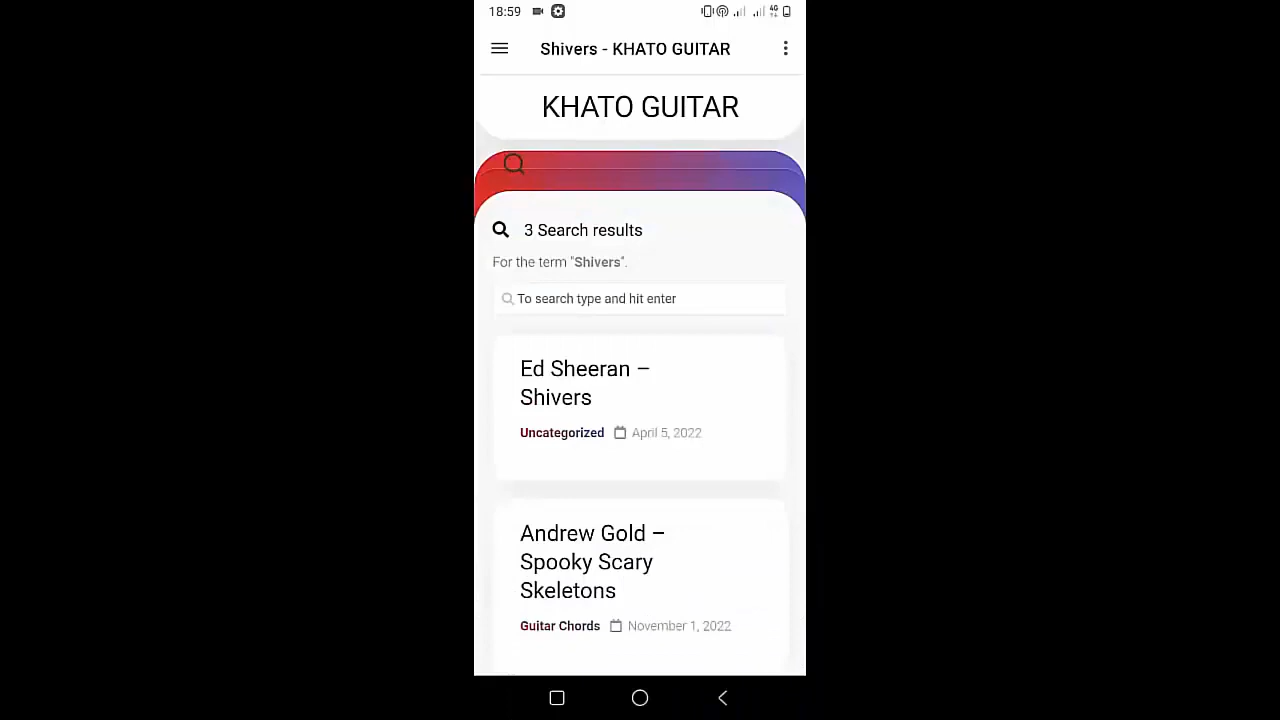 18:59
4G
Shivers - KHATO GUITAR
KHATO GUITAR
3 Search results
For the term "Shivers".
To search type and hit enter
Ed Sheeran –
Shivers
Uncategorized April 5, 2022
Andrew Gold –
Spooky Scary
Skeletons
Guitar Chords November 1, 2022